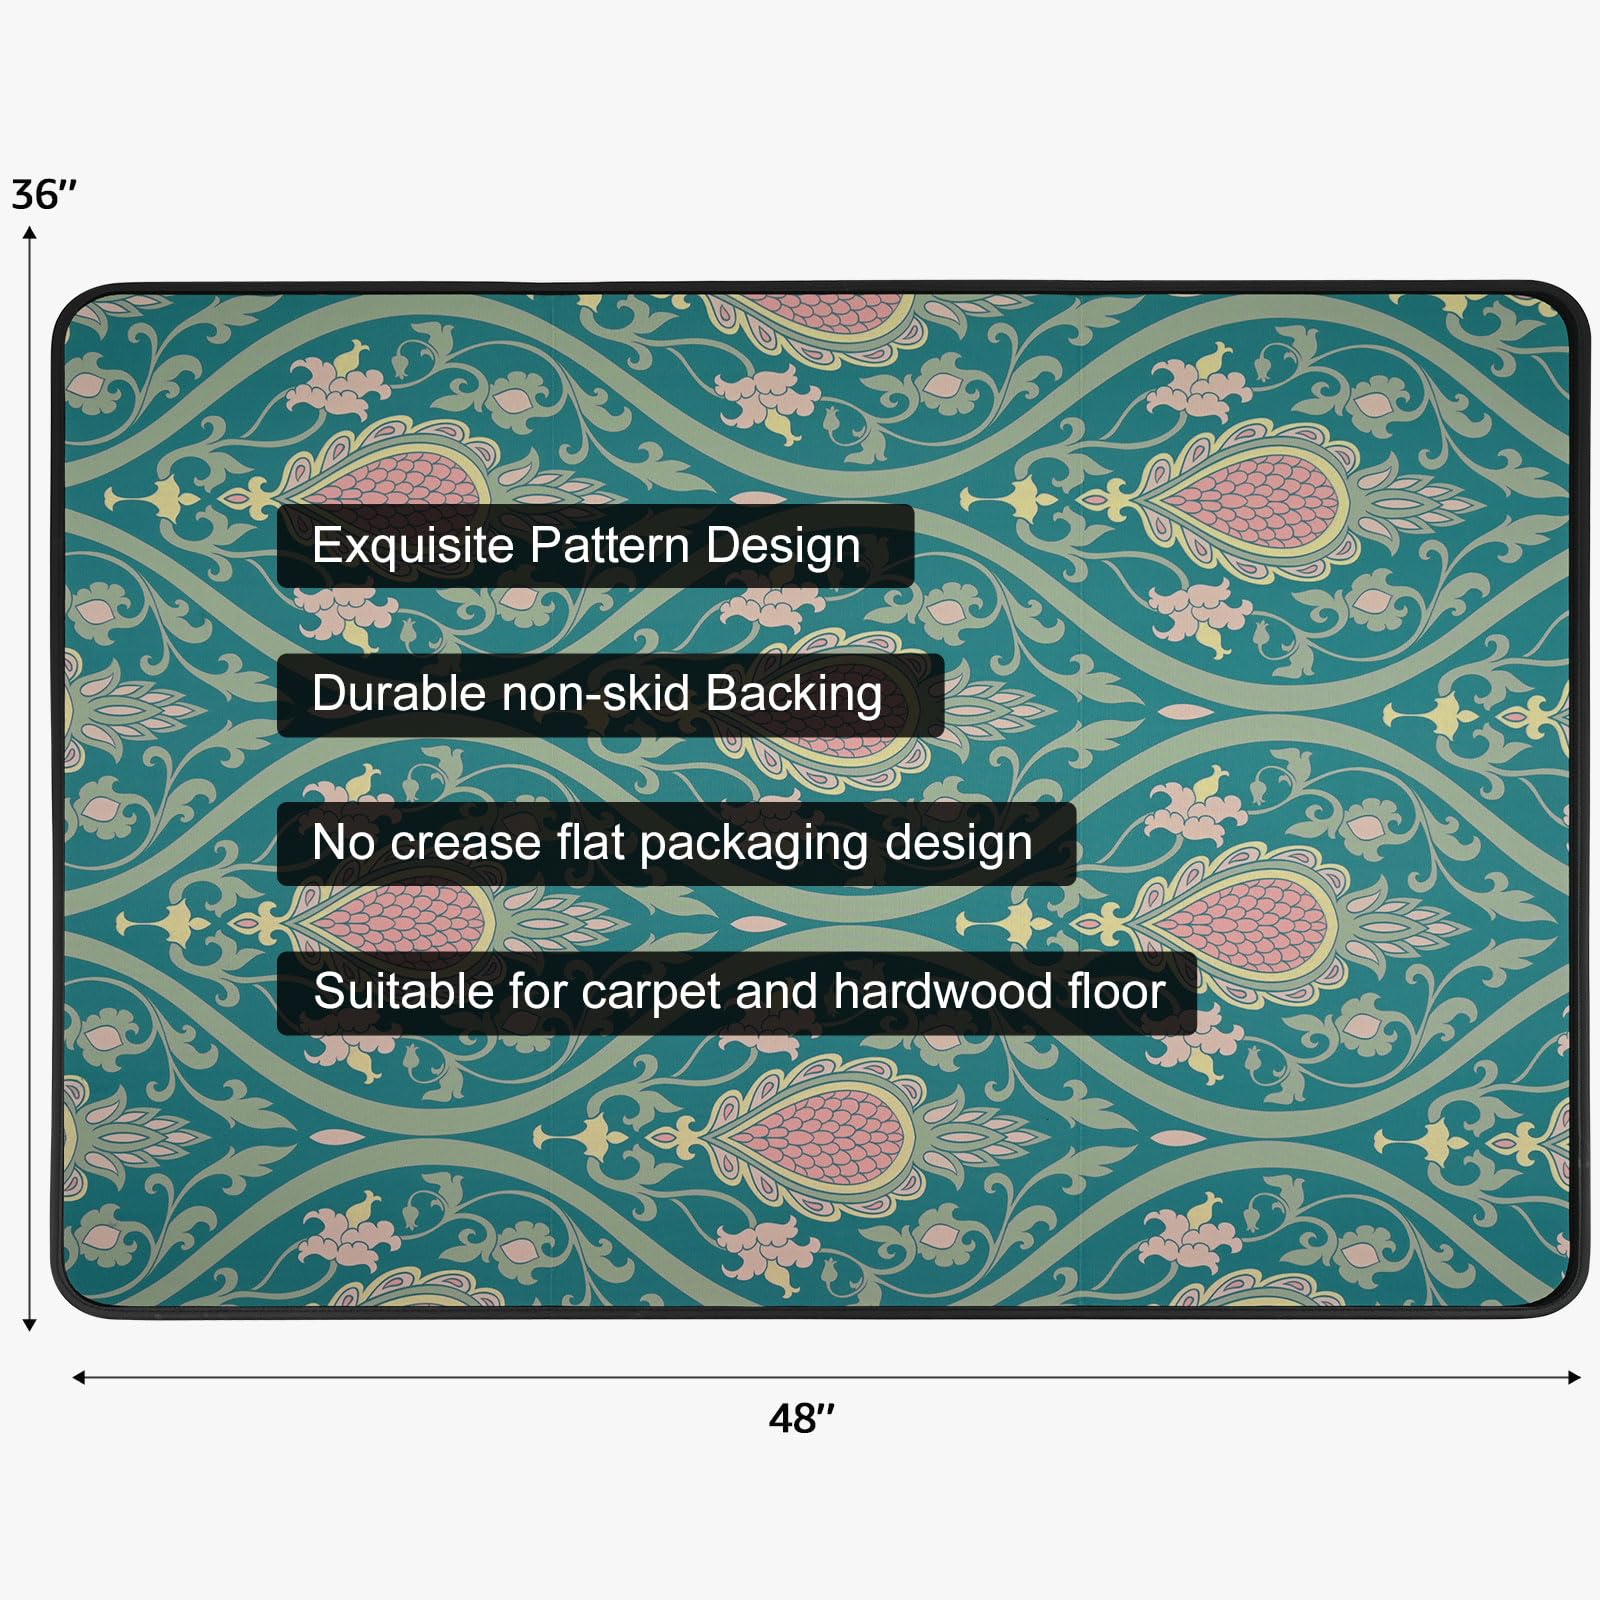 36″
Exquisite Pattern Design
Durable non-skid Backing
No crease flat packaging design
Suitable for carpet and hardwood floor
48″